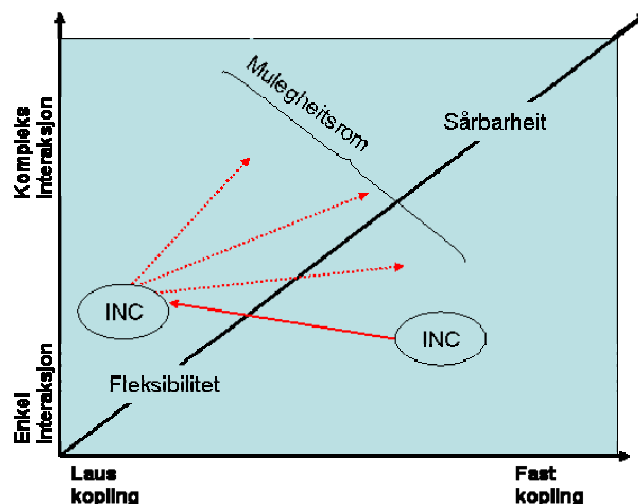 Kompleks
interaksjon
Mulegheitsrom
Sårbarheit
INC
INC
Fleksibilitet
Enkel
interaksjon
Laus
kopling
Fast
kopling